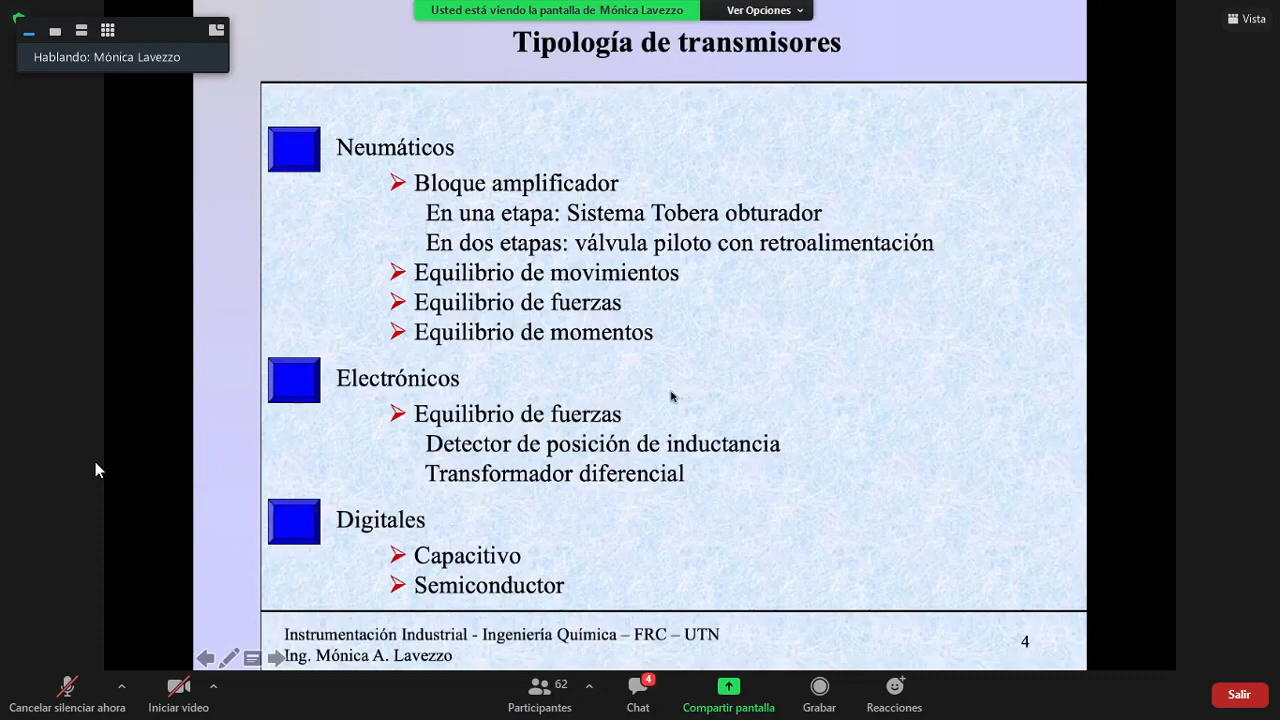 Usted está viendo la pantalla de Mónica Lavezzo
Ver Opciones
Vista
Hablando: Mónica Lavezzo
Tipología de transmisores
Neumáticos
Bloque amplificador
En una etapa: Sistema Tobera obturador
En dos etapas: válvula piloto con retroalimentación
Equilibrio de movimientos
Equilibrio de fuerzas
Equilibrio de momentos
Electrónicos
Equilibrio de fuerzas
Detector de posición de inductancia
Transformador diferencial
Digitales
Capacitivo
Semiconductor
Instrumentación Industrial - Ingeniería Química – FRC – UTN
Ing. Mónica A. Lavezzo
4
62
4
Cancelar silenciar ahora
Iniciar video
Participantes
Chat
Compartir pantalla
Grabar
Reacciones
Salir